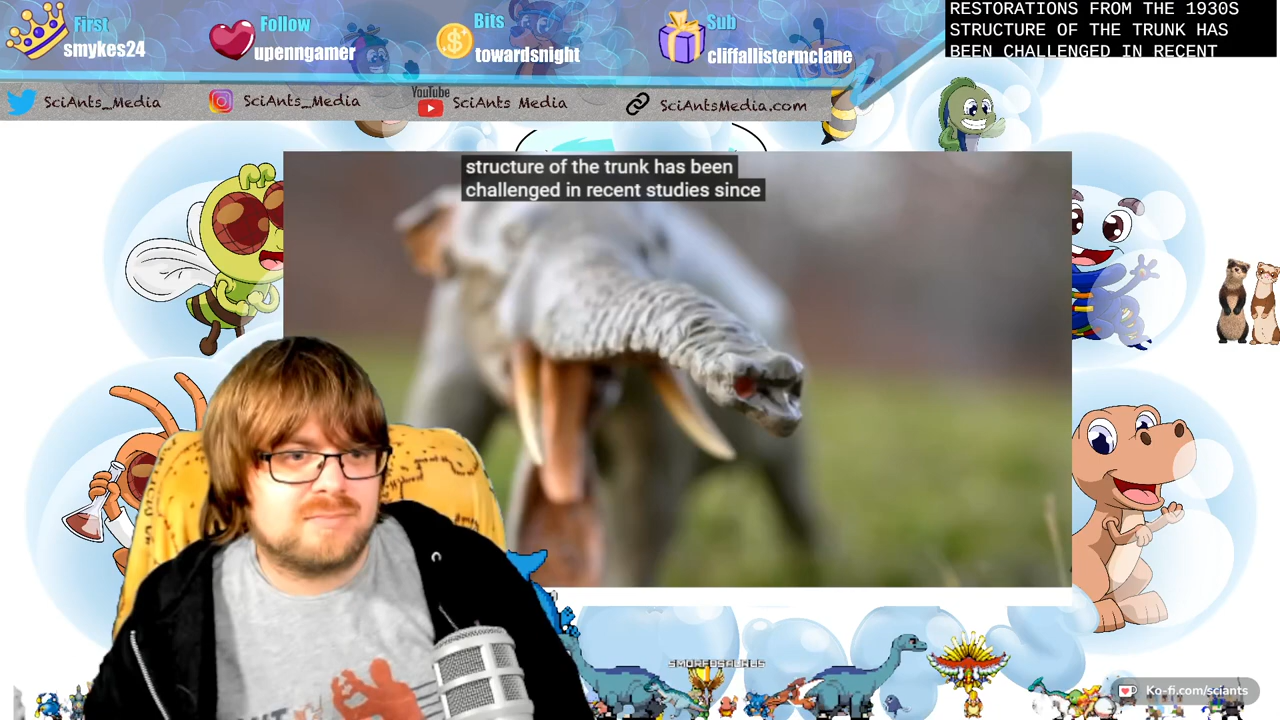 First
smykes24
Follow
upenngamer
Bits
towardsnight
Sub
cliffallistermclane
RESTORATIONS FROM THE 1930S
STRUCTURE OF THE TRUNK HAS
BEEN CHALLENGED IN RECENT
SciAnts_Media
SciAnts_Media
YouTube
SciAnts Media
SciAntsMedia.com
structure of the trunk has been
challenged in recent studies since
SMORFOSAURUS
Ko-fi.com/sciants